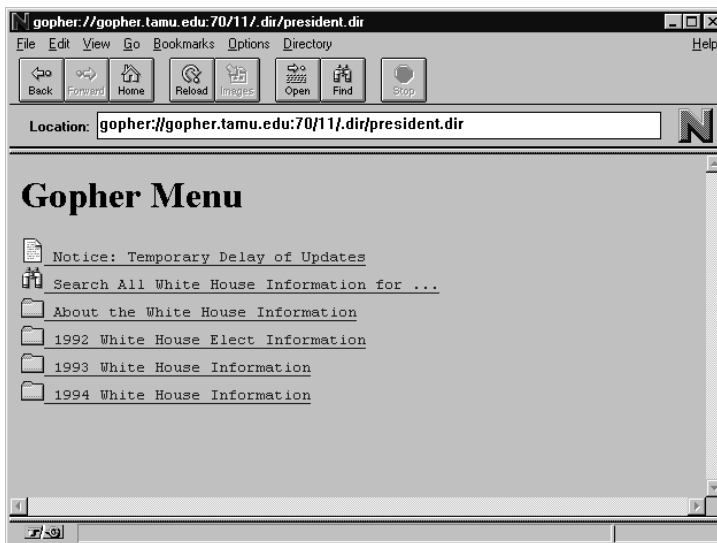 gopher://gopher.tamu.edu:70/11/.dir/president.dir
File Edit View Go Bookmarks Options Directory Help
Back Forward Home Reload Images Open Find Stop
Location: gopher://gopher.tamu.edu:70/11/.dir/president.dir
Gopher Menu
Notice: Temporary Delay of Updates
Search All White House Information for ...
About the White House Information
1992 White House Elect Information
1993 White House Information
1994 White House Information